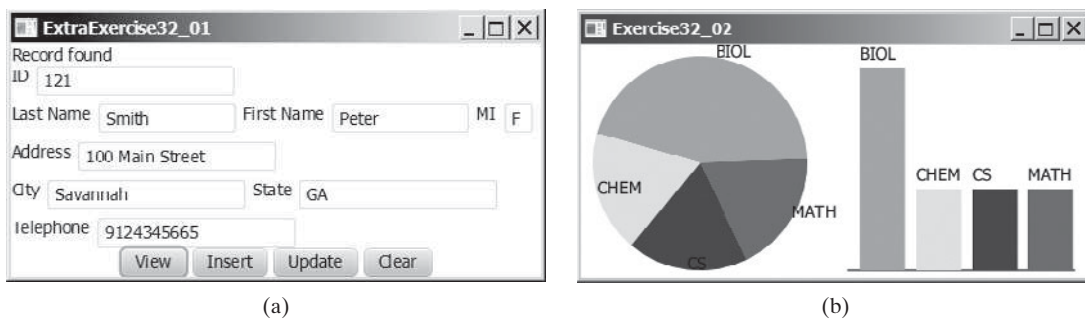 ExtraExercise32_01
Record found
ID 121
Last Name Smith First Name Peter MI F
Address 100 Main Street
City Savannah State GA
Telephone 9124345665
View Insert Update Clear
(a)
Exercise32_02
BIOL
CHEM
MATH
CS
BIOL
CHEM CS MATH
(b)